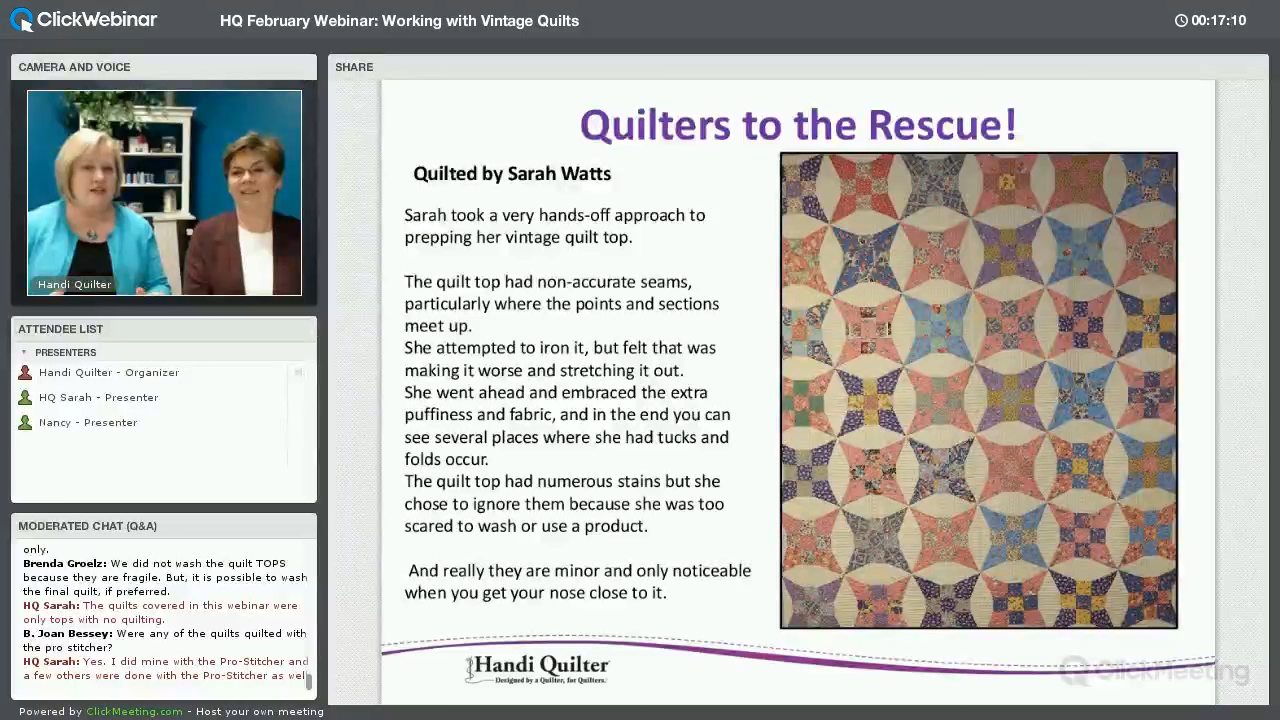 ClickWebinar
HQ February Webinar: Working with Vintage Quilts
00:17:10
CAMERA AND VOICE
Handi Quilter
ATTENDEE LIST
PRESENTERS
Handi Quilter - Organizer
HQ Sarah - Presenter
Nancy - Presenter
MODERATED CHAT (Q&A)
only.
Brenda Groelz: We did not wash the quilt TOPS
because they are fragile. But, it is possible to wash
the final quilt, if preferred.
HQ Sarah: The quilts covered in this webinar were
only tops with no quilting.
B. Joan Bessey: Were any of the quilts quilted with
a pro-stitcher?
HQ Sarah: Yes. I did mine with the Pro-Stitcher and
a few others were done with the Pro-Stitcher as wel
Powered by ClickMeeting.com - Host your own meeting
SHARE
Quilters to the Rescue!
Quilted by Sarah Watts
Sarah took a very hands-off approach to
prepping her vintage quilt top.
The quilt top had non-accurate seams,
particularly where the points and sections
meet up.
She attempted to iron it, but felt that was
making it worse and stretching it out.
She went ahead and embraced the extra
puffiness and fabric, and in the end you can
see several places where she had tucks and
folds occur.
The quilt top had numerous stains but she
chose to ignore them because she was too
scared to wash or use a product.
And really they are minor and only noticeable
when you get your nose close to it.
Handi Quilter
Designed by a Quilter, for Quilters.
ClickMeeting